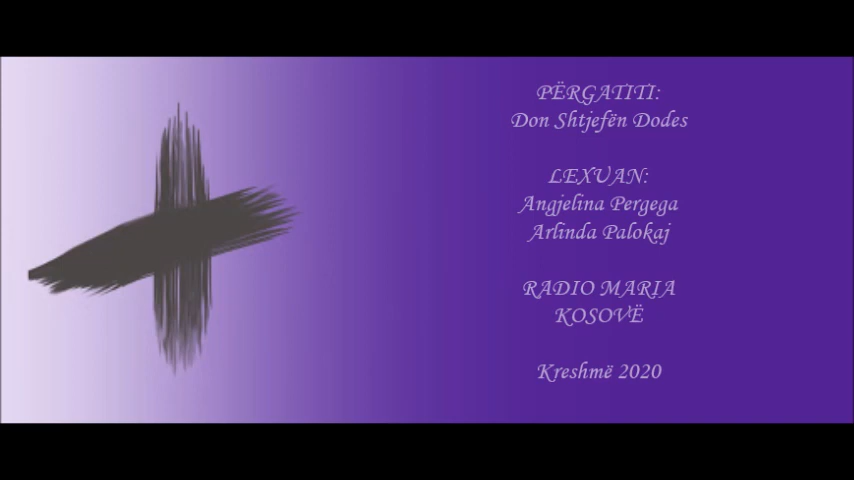 PËRGATITI:
Don Shtjefën Dodes
LEXUAN:
Angjelina Pergega
Arlinda Palokaj
RADIO MARIA
KOSOVË
Kreshmë 2020